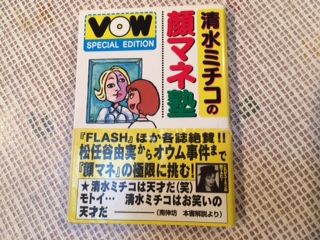 VOW
SPECIAL EDITION
清水ミチコの
顔マネ塾
『FLASH』ほか各誌絶賛!!
松任谷由実からオウム事件まで
『顔マネ』の極限に挑む!
★清水ミチコは天才だ(笑)
モトイ… 清水ミチコはお笑いの
天才だ――(南伸坊 本書解説より)